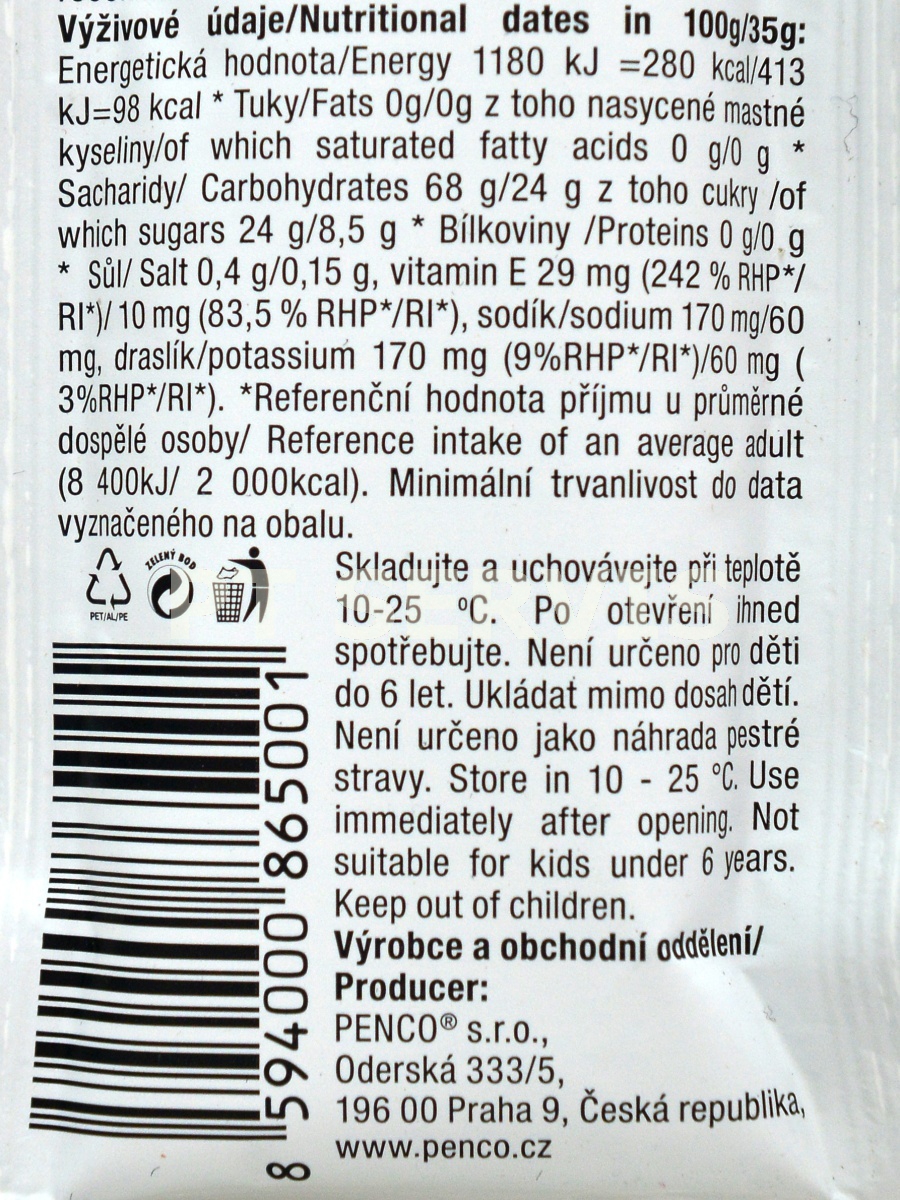 Výživové údaje/Nutritional dates in 100g/35g:
Energetická hodnota/Energy 1180 kJ =280 kcal/413
kJ=98 kcal * Tuky/Fats 0g/0g z toho nasycené mastné
kyseliny/of which saturated fatty acids 0 g/0 g *
Sacharidy/ Carbohydrates 68 g/24 g z toho cukry /of
which sugars 24 g/8,5 g * Bílkoviny /Proteins 0 g/0 g
* Sůl/ Salt 0,4 g/0,15 g, vitamin E 29 mg (242 % RHP*/
RI*)/ 10 mg (83,5 % RHP*/RI*), sodík/sodium 170 mg/60
mg, draslík/potassium 170 mg (9%RHP*/RI*)/60 mg (
3%RHP*/RI*). *Referenční hodnota příjmu u průměrné
dospělé osoby/ Reference intake of an average adult
(8 400kJ/ 2 000kcal). Minimální trvanlivost do data
vyznačeného na obalu.
ZELENÝ BOD
PET/AL/PE
Skladujte a uchovávejte při teplotě
10-25 ºC. Po otevření ihned
spotřebujte. Není určeno pro děti
do 6 let. Ukládat mimo dosah dětí.
Není určeno jako náhrada pestré
stravy. Store in 10 - 25 ºC. Use
immediately after opening. Not
suitable for kids under 6 years.
Keep out of children.
Výrobce a obchodní oddělení/
Producer:
PENCO® s.r.o.,
Oderská 333/5,
196 00 Praha 9, Česká republika,
www.penco.cz
8 594000 865001